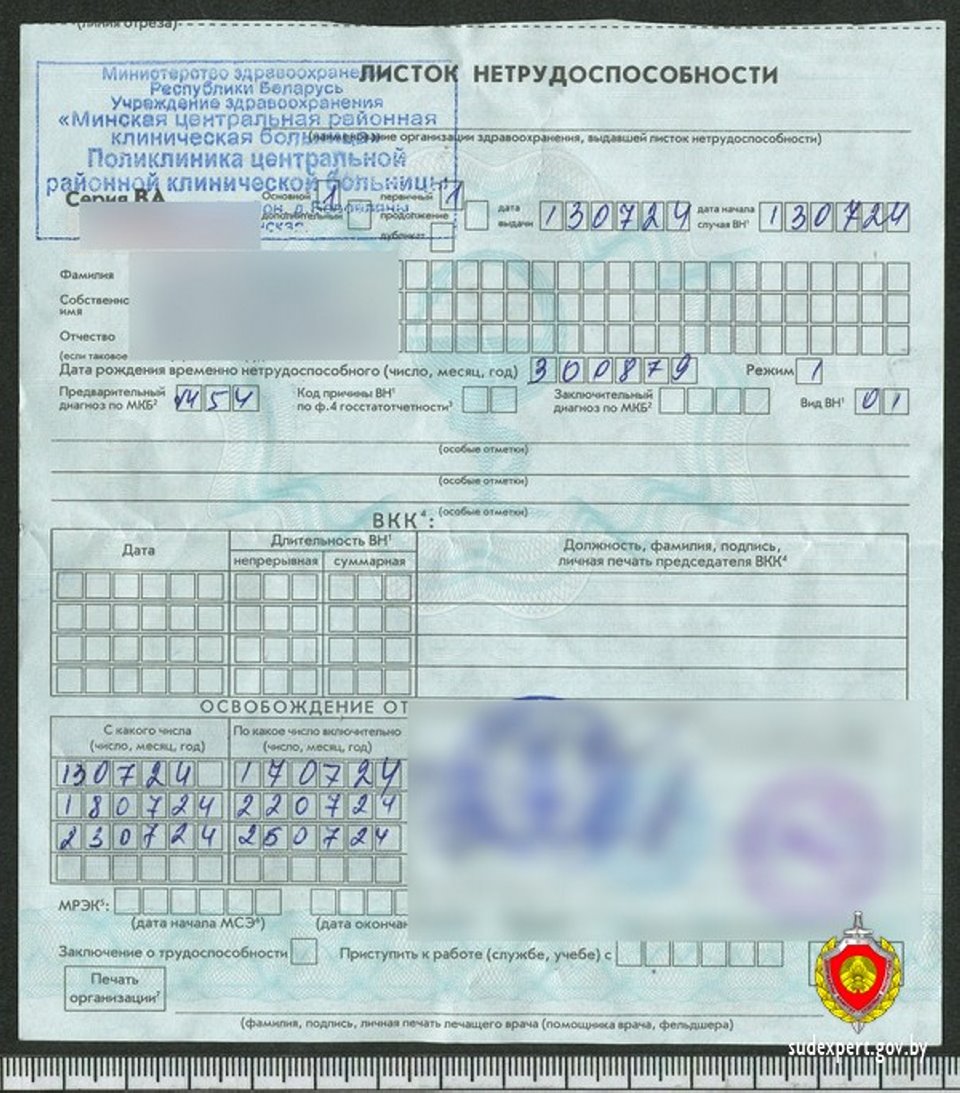 (линия отреза)
ЛИСТОК НЕТРУДОСПОСОБНОСТИ
Министерство здравоохране
Республики Беларусь
Учреждение здравоохранения
«Минская центральная районная
клиническая больница»
Поликлиника центральной
районной клинической больницы
(наименование организации здравоохранения, выдавшей листок нетрудоспособности)
Серия ВА
Основной 1 первичный 1
дополнительный продолжение
дубликат
дата выдачи 130724 дата начала случая ВН¹ 130724
Фамилия
Собственно
имя
Отчество
(если таковое
Дата рождения временно нетрудоспособного (число, месяц, год) 300879 Режим 1
Предварительный диагноз по МКБ² М54 Код причины ВН¹ по ф.4 госстатотчетности³ Заключительный диагноз по МКБ² Вид ВН¹ 01
(особые отметки)
(особые отметки)
(особые отметки)
ВКК⁴:
Дата Длительность ВН¹ Должность, фамилия, подпись,
непрерывная суммарная личная печать председателя ВКК⁴
ОСВОБОЖДЕНИЕ ОТ
С какого числа По какое число включительно
(число, месяц, год) (число, месяц, год)
130724 170724
180724 220724
230724 250724
МРЭК⁵:
(дата начала МСЭ⁶) (дата окончан
Заключение о трудоспособности Приступить к работе (службе, учебе) с
Печать
организации⁷
(фамилия, подпись, личная печать лечащего врача (помощника врача, фельдшера)
sudexpert.gov.by